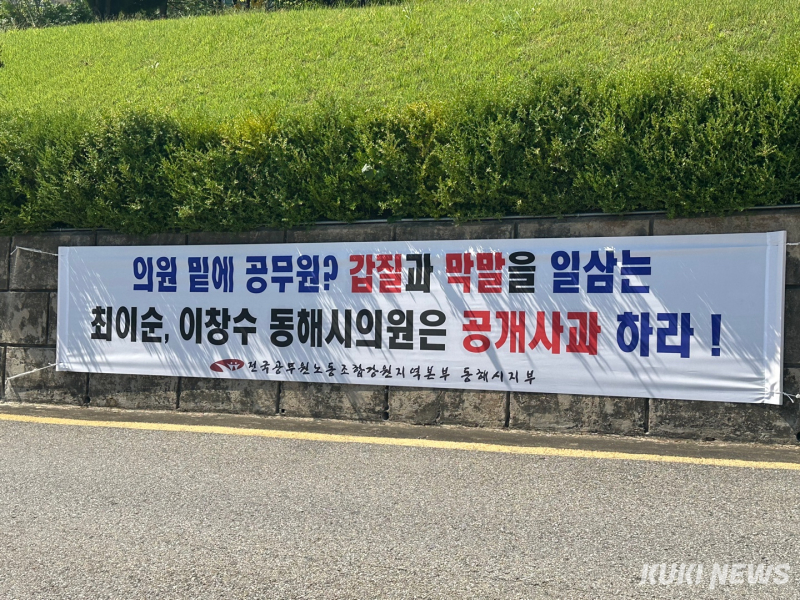 의원 밑에 공무원? 갑질과 막말을 일삼는
최이순, 이창수 동해시의원은 공개사과 하라 !
전국공무원노동조합강원지역본부 동해시지부
KUKI NEWS